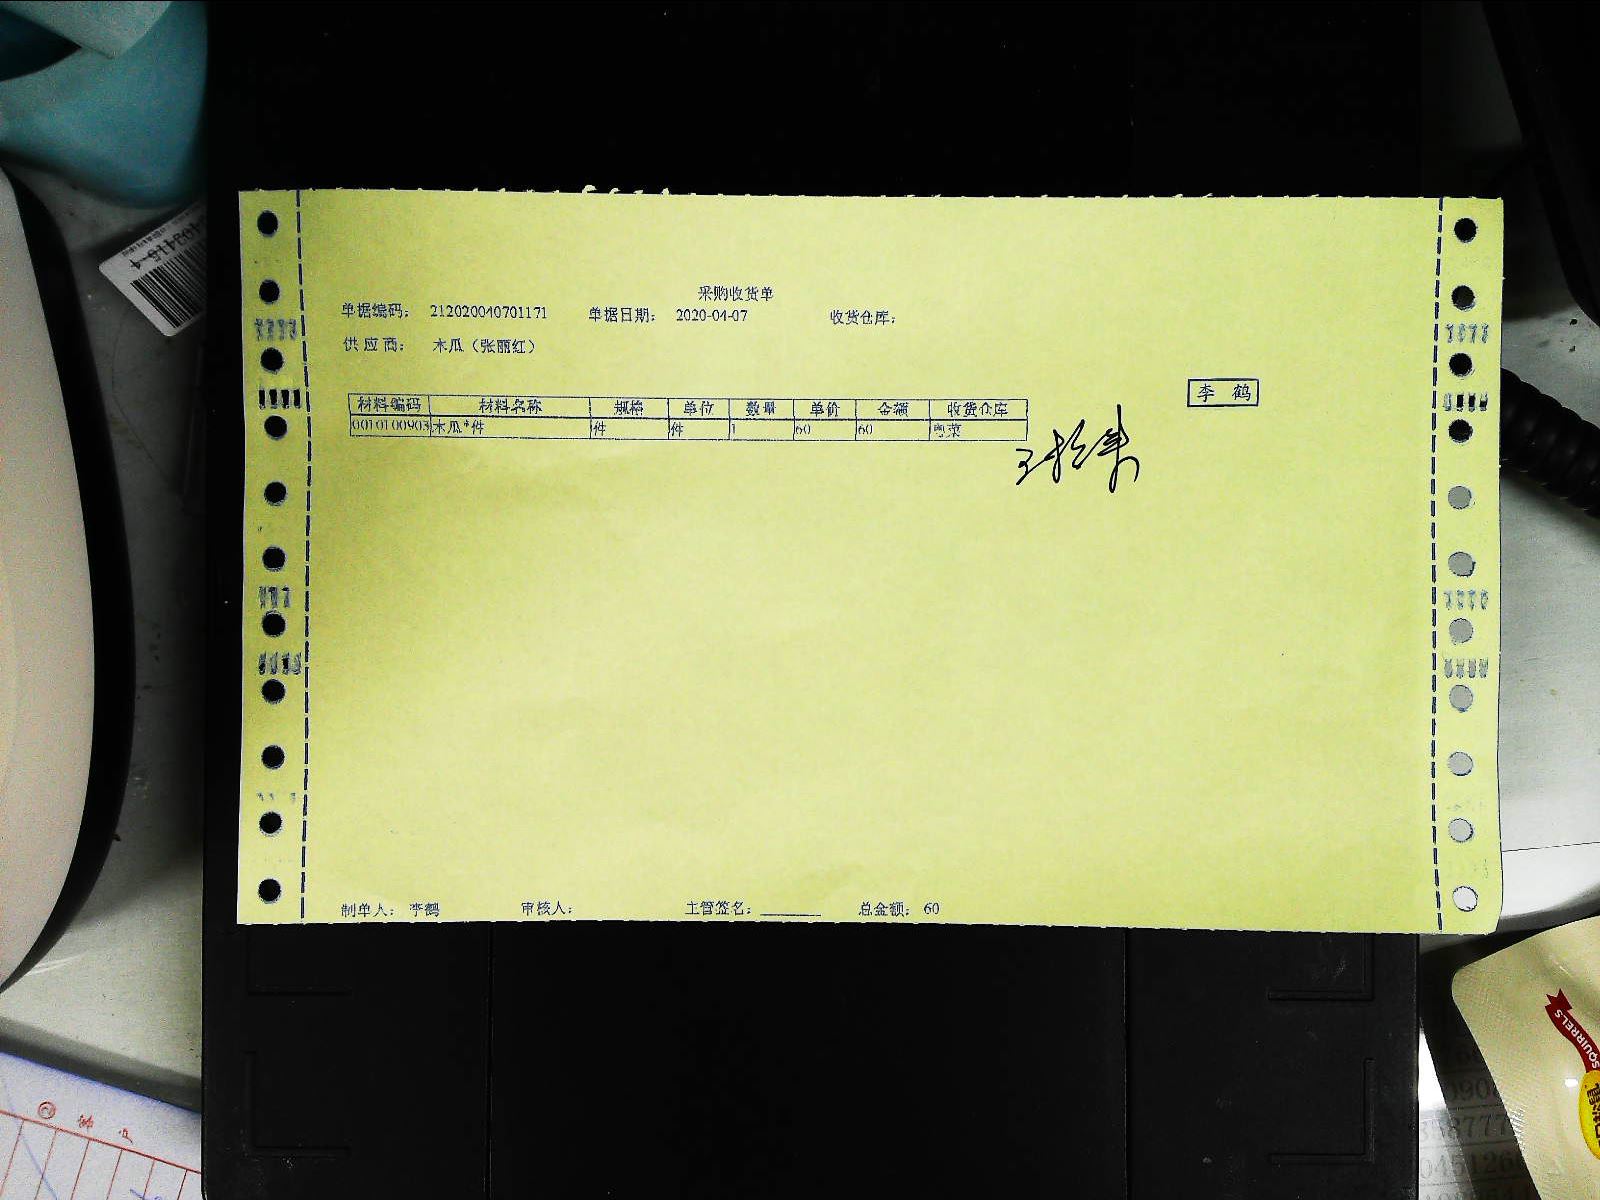 采购收货单
单据编码： 212020040701171 单据日期： 2020-04-07 收货仓库：
供应商： 木瓜（张丽红）
李 鹤
材料编码 材料名称 规格 单位 数量 单价 金额 收货仓库
0010100903 木瓜*件 件 件 1 60 60 粤菜
制单人： 李鹤 审核人： 主管签名：______ 总金额： 60
SQUIRRELS